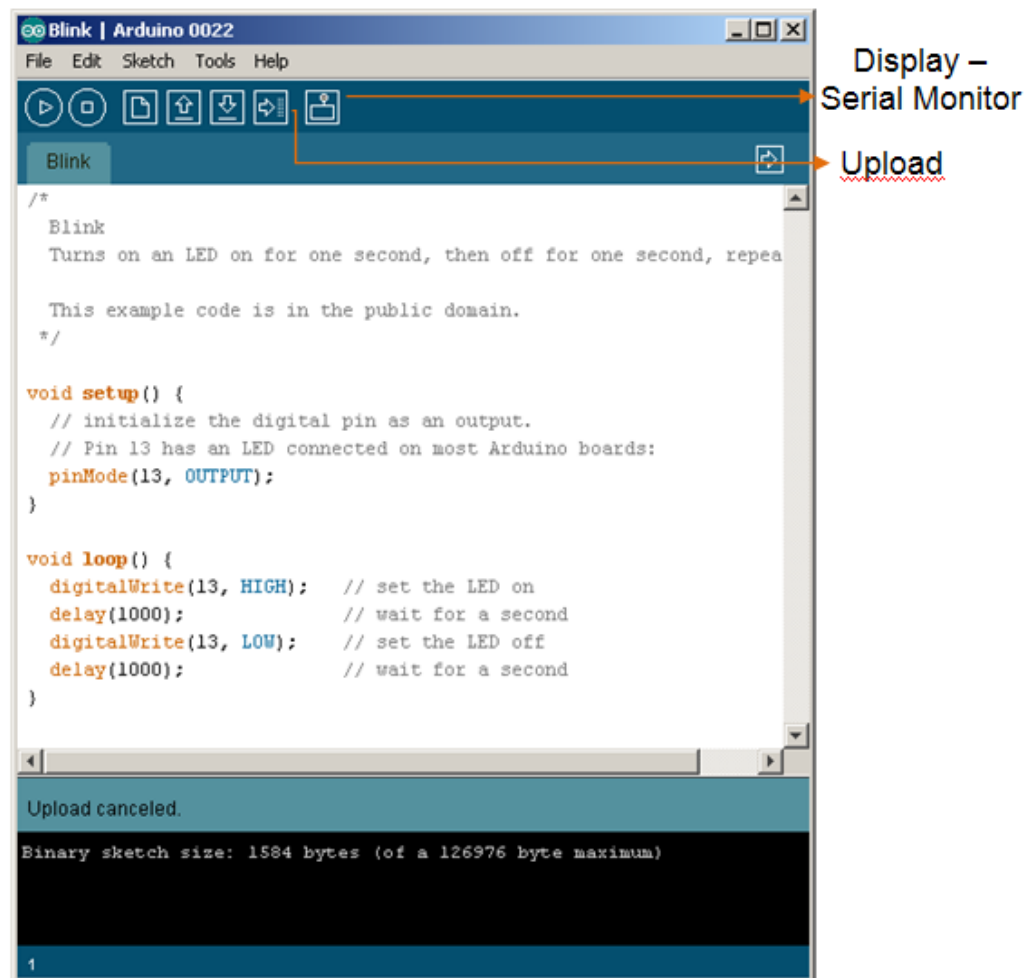 Blink | Arduino 0022
File Edit Sketch Tools Help
Display –
Serial Monitor
Blink
Upload
/*
Blink
Turns on an LED on for one second, then off for one second, repea
This example code is in the public domain.
*/
void setup() {
// initialize the digital pin as an output.
// Pin 13 has an LED connected on most Arduino boards:
pinMode(13, OUTPUT);
}
void loop() {
digitalWrite(13, HIGH); // set the LED on
delay(1000); // wait for a second
digitalWrite(13, LOW); // set the LED off
delay(1000); // wait for a second
}
Upload canceled.
Binary sketch size: 1584 bytes (of a 126976 byte maximum)
1